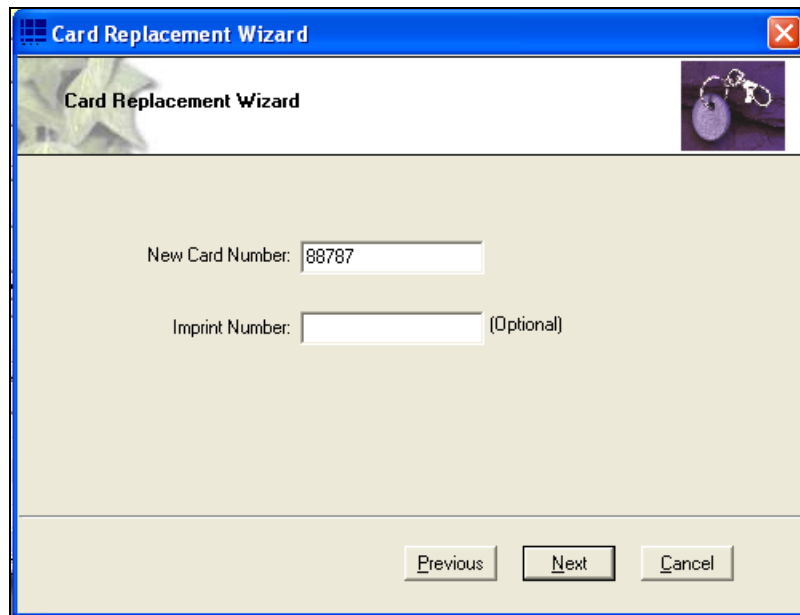 Card Replacement Wizard
Card Replacement Wizard
New Card Number: 88787
Imprint Number: (Optional)
Previous Next Cancel